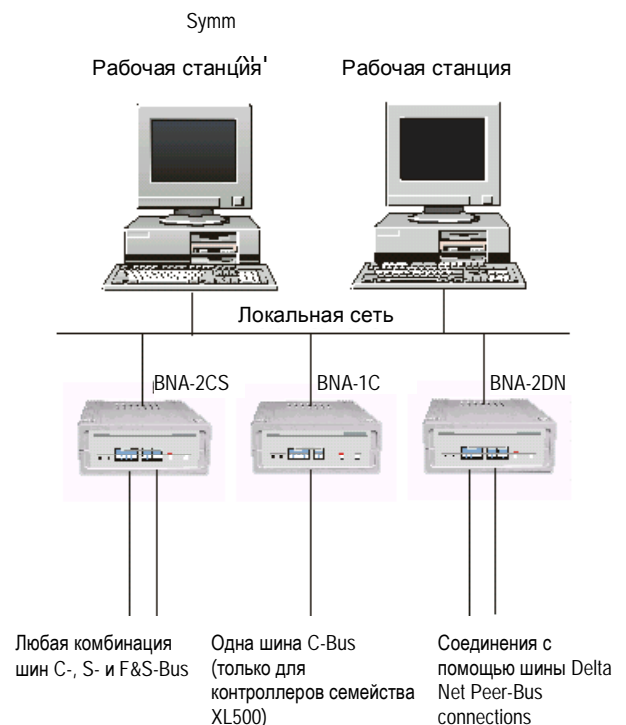 Symm
Рабочая станция
Рабочая станция
Локальная сеть
BNA-2CS
BNA-1C
BNA-2DN
Любая комбинация
шин C-, S- и F&S-Bus
Одна шина C-Bus
(только для
контроллеров семейства
XL500)
Соединения с
помощью шины Delta
Net Peer-Bus
connections